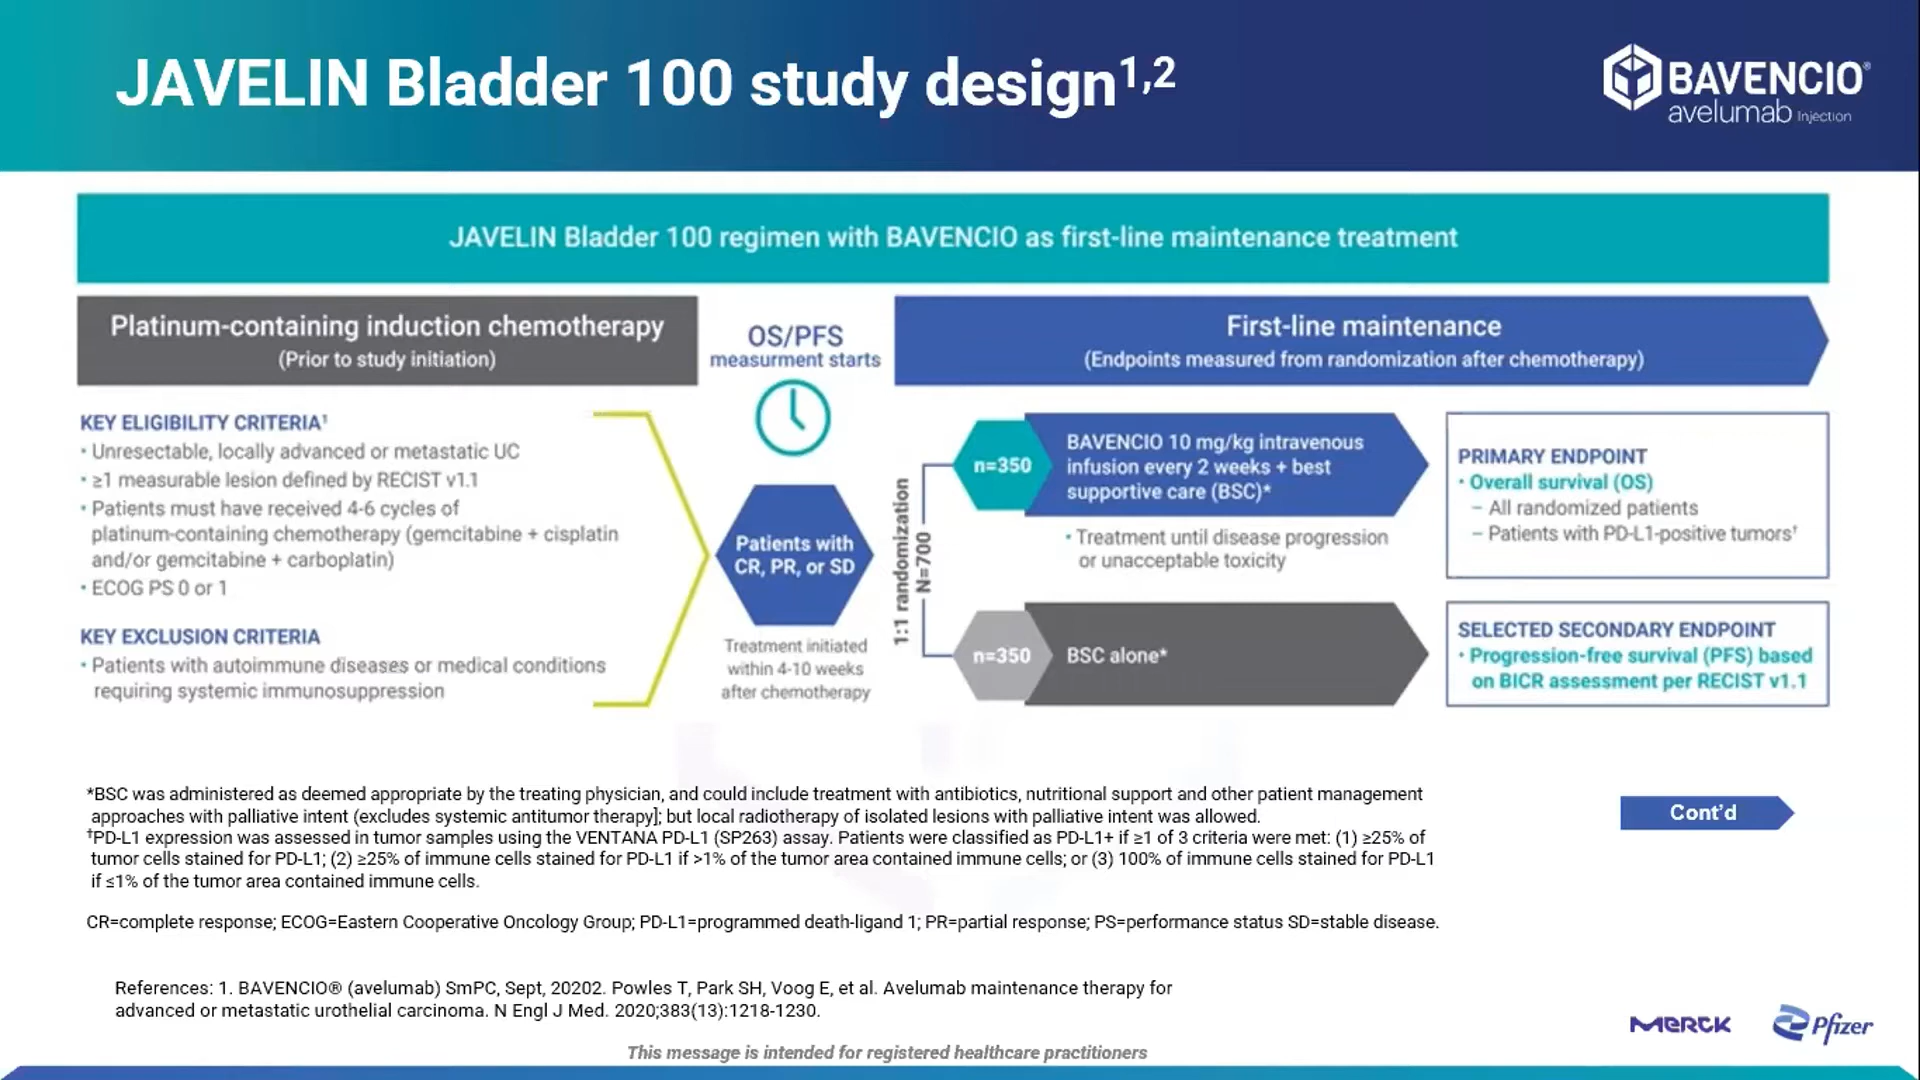 JAVELIN Bladder 100 study design1,2
BAVENCIO®
avelumab Injection
JAVELIN Bladder 100 regimen with BAVENCIO as first-line maintenance treatment
Platinum-containing induction chemotherapy
(Prior to study initiation)
OS/PFS
measurment starts
First-line maintenance
(Endpoints measured from randomization after chemotherapy)
KEY ELIGIBILITY CRITERIA¹
• Unresectable, locally advanced or metastatic UC
• ≥1 measurable lesion defined by RECIST v1.1
• Patients must have received 4-6 cycles of
platinum-containing chemotherapy (gemcitabine + cisplatin
and/or gemcitabine + carboplatin)
• ECOG PS 0 or 1
KEY EXCLUSION CRITERIA
• Patients with autoimmune diseases or medical conditions
requiring systemic immunosuppression
Patients with
CR, PR, or SD
Treatment initiated
within 4-10 weeks
after chemotherapy
1:1 randomization
N=700
n=350
BAVENCIO 10 mg/kg intravenous
infusion every 2 weeks + best
supportive care (BSC)*
• Treatment until disease progression
or unacceptable toxicity
n=350
BSC alone*
PRIMARY ENDPOINT
• Overall survival (OS)
– All randomized patients
– Patients with PD-L1-positive tumors†
SELECTED SECONDARY ENDPOINT
• Progression-free survival (PFS) based
on BICR assessment per RECIST v1.1
*BSC was administered as deemed appropriate by the treating physician, and could include treatment with antibiotics, nutritional support and other patient management
approaches with palliative intent (excludes systemic antitumor therapy]; but local radiotherapy of isolated lesions with palliative intent was allowed.
†PD-L1 expression was assessed in tumor samples using the VENTANA PD-L1 (SP263) assay. Patients were classified as PD-L1+ if ≥1 of 3 criteria were met: (1) ≥25% of
tumor cells stained for PD-L1; (2) ≥25% of immune cells stained for PD-L1 if >1% of the tumor area contained immune cells; or (3) 100% of immune cells stained for PD-L1
if ≤1% of the tumor area contained immune cells.
Cont'd
CR=complete response; ECOG=Eastern Cooperative Oncology Group; PD-L1=programmed death-ligand 1; PR=partial response; PS=performance status SD=stable disease.
References: 1. BAVENCIO® (avelumab) SmPC, Sept, 20202. Powles T, Park SH, Voog E, et al. Avelumab maintenance therapy for
advanced or metastatic urothelial carcinoma. N Engl J Med. 2020;383(13):1218-1230.
MERCK
Pfizer
This message is intended for registered healthcare practitioners